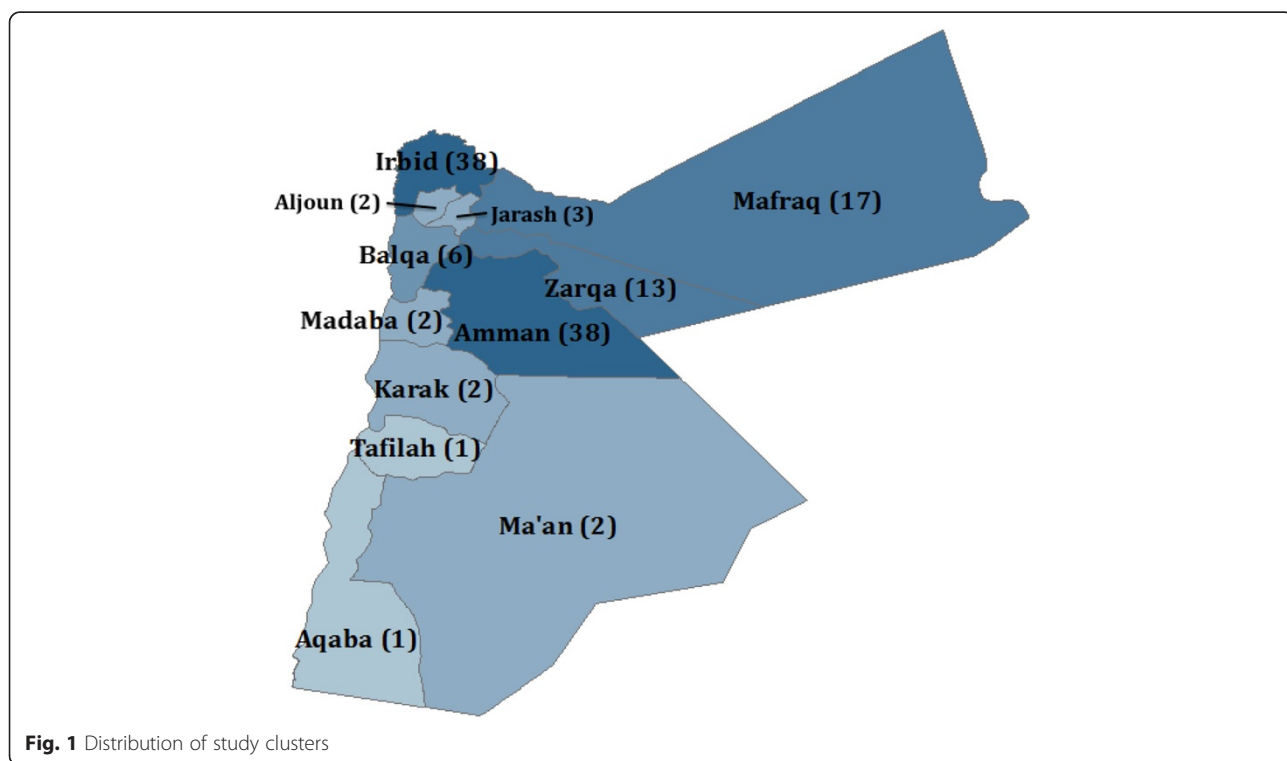 Irbid (38)
Aljoun (2)
Jarash (3)
Mafraq (17)
Balqa (6)
Zarqa (13)
Madaba (2)
Amman (38)
Karak (2)
Tafilah (1)
Ma'an (2)
Aqaba (1)
Fig. 1 Distribution of study clusters